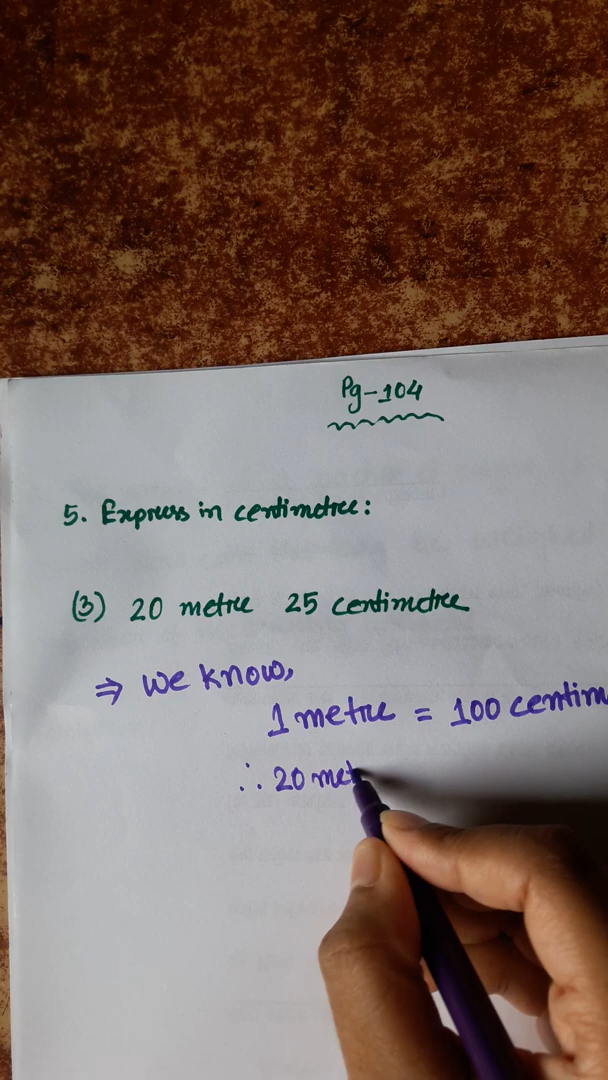 Pg-104
5. Express in centimetre:
(3) 20 metre 25 centimetre
⇒ We know,
1 metre = 100 centim
∴ 20 met